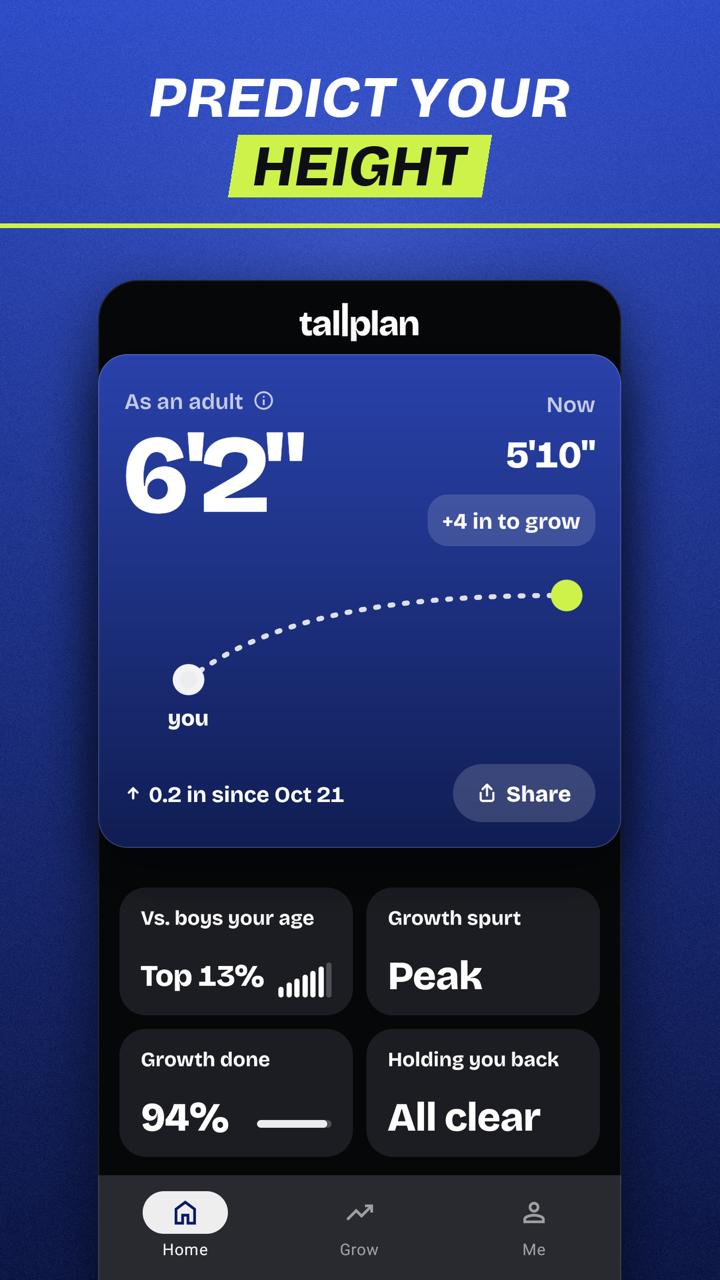 PREDICT YOUR
HEIGHT
tallplan
As an adult
Now
6'2"
5'10"
+4 in to grow
you
↑ 0.2 in since Oct 21
Share
Vs. boys your age
Top 13%
Growth spurt
Peak
Growth done
94%
Holding you back
All clear
Home
Grow
Me